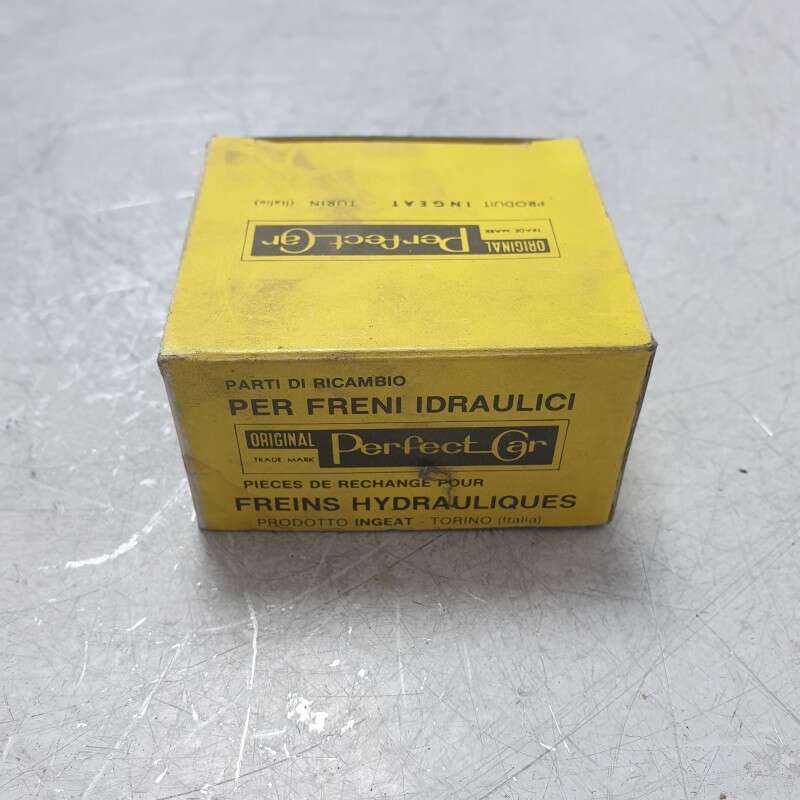 PRODUIT INGEAT - TURIN (Italie)
ORIGINAL Perfect Car
TRADE MARK
PARTI DI RICAMBIO
PER FRENI IDRAULICI
ORIGINAL Perfect Car
TRADE MARK
PIECES DE RECHANGE POUR
FREINS HYDRAULIQUES
PRODOTTO INGEAT - TORINO (Italia)